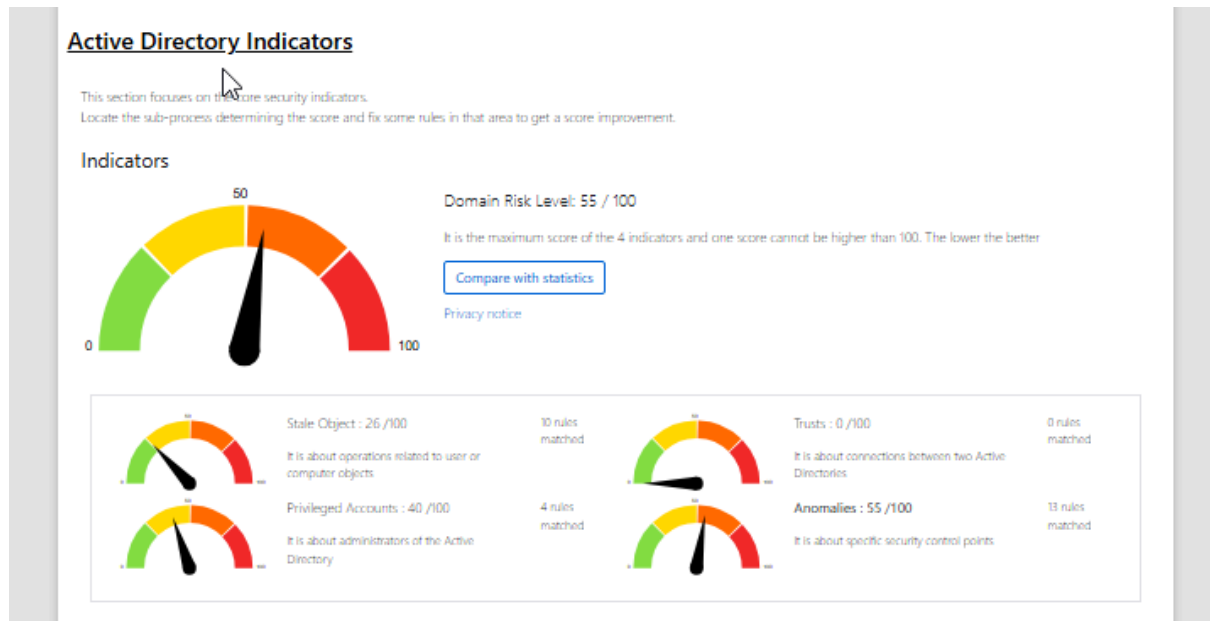 Active Directory Indicators
This section focuses on the core security indicators.
Locate the sub-process determining the score and fix some rules in that area to get a score improvement.
Indicators
50
0
100
Domain Risk Level: 55 / 100
It is the maximum score of the 4 indicators and one score cannot be higher than 100. The lower the better
Compare with statistics
Privacy notice
Stale Object : 26 /100
10 rules
matched
It is about operations related to user or
computer objects
Trusts : 0 /100
0 rules
matched
It is about connections between two Active
Directories
Privileged Accounts : 40 /100
4 rules
matched
It is about administrators of the Active
Directory
Anomalies : 55 /100
13 rules
matched
It is about specific security control points